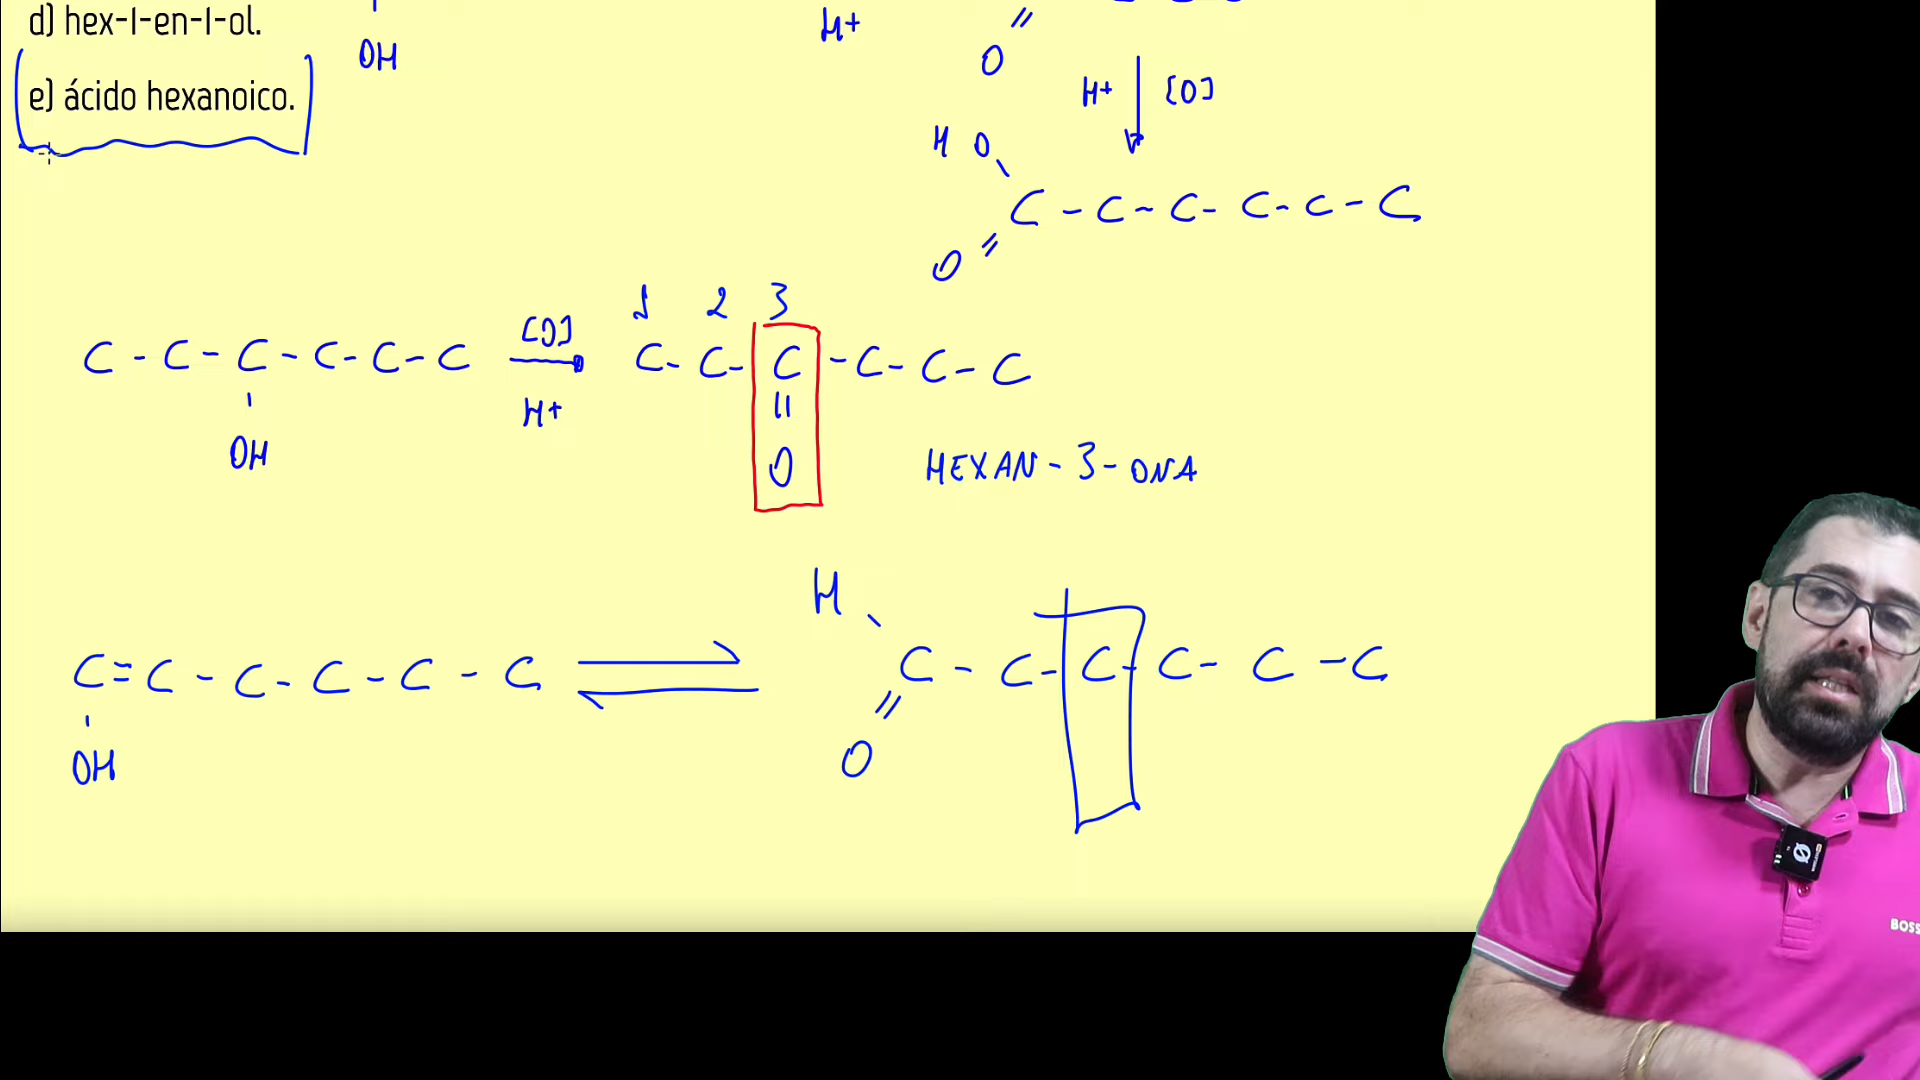 d) hex-1-en-1-ol.
OH
H+
O
e) ácido hexanoico.
H+ [O]
H O
C - C - C - C - C - C
O
1 2 3
C - C - C - C - C - C [O] C - C - C - C - C - C
H+
OH
O
HEXAN - 3 - ONA
H
C = C - C - C - C - C
C - C - C - C - C - C
OH
O
BOSS